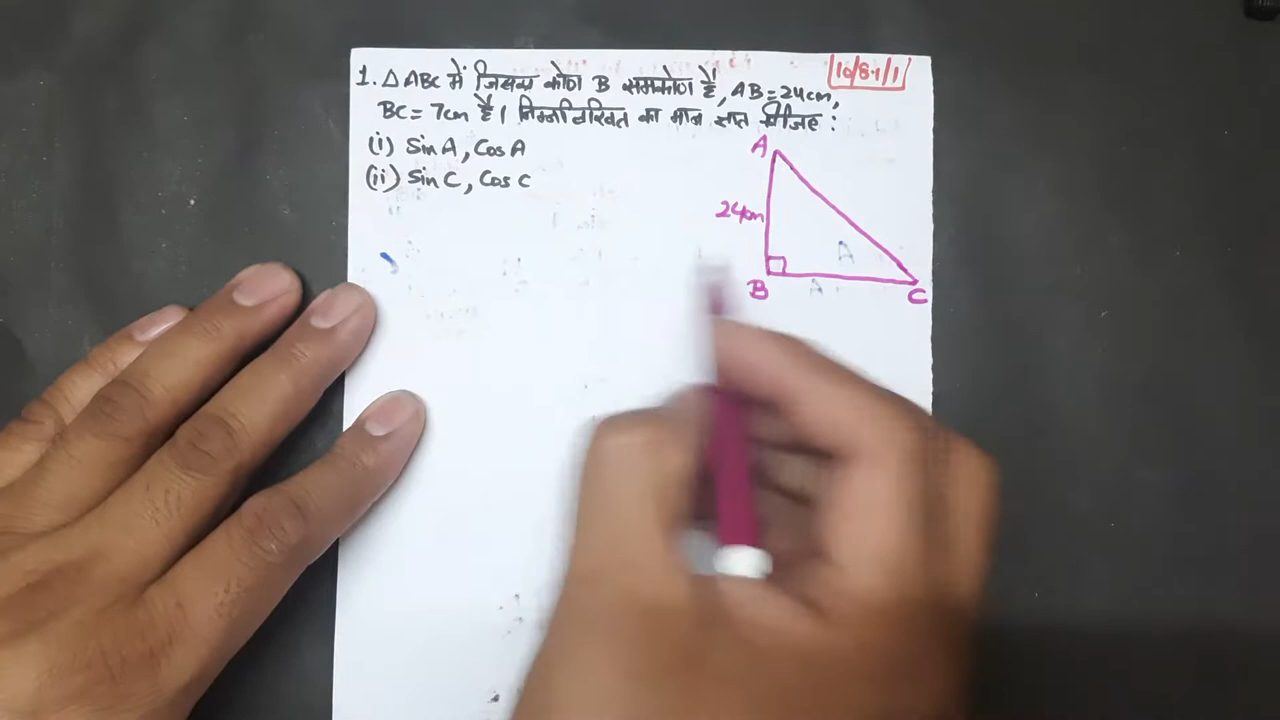 1. △ABC में जिसका कोण B समकोण है, AB=24cm,
10/8.1/1
BC= 7cm है। निम्नलिखित का मान ज्ञात कीजिए :
(i) Sin A, Cos A
(ii) Sin C, Cos C
A
24cm
B
C